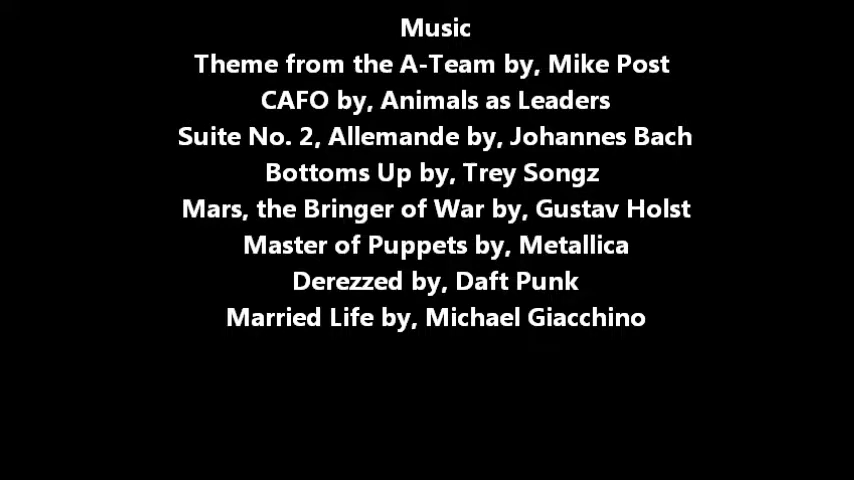 Music
Theme from the A-Team by, Mike Post
CAFO by, Animals as Leaders
Suite No. 2, Allemande by, Johannes Bach
Bottoms Up by, Trey Songz
Mars, the Bringer of War by, Gustav Holst
Master of Puppets by, Metallica
Derezzed by, Daft Punk
Married Life by, Michael Giacchino